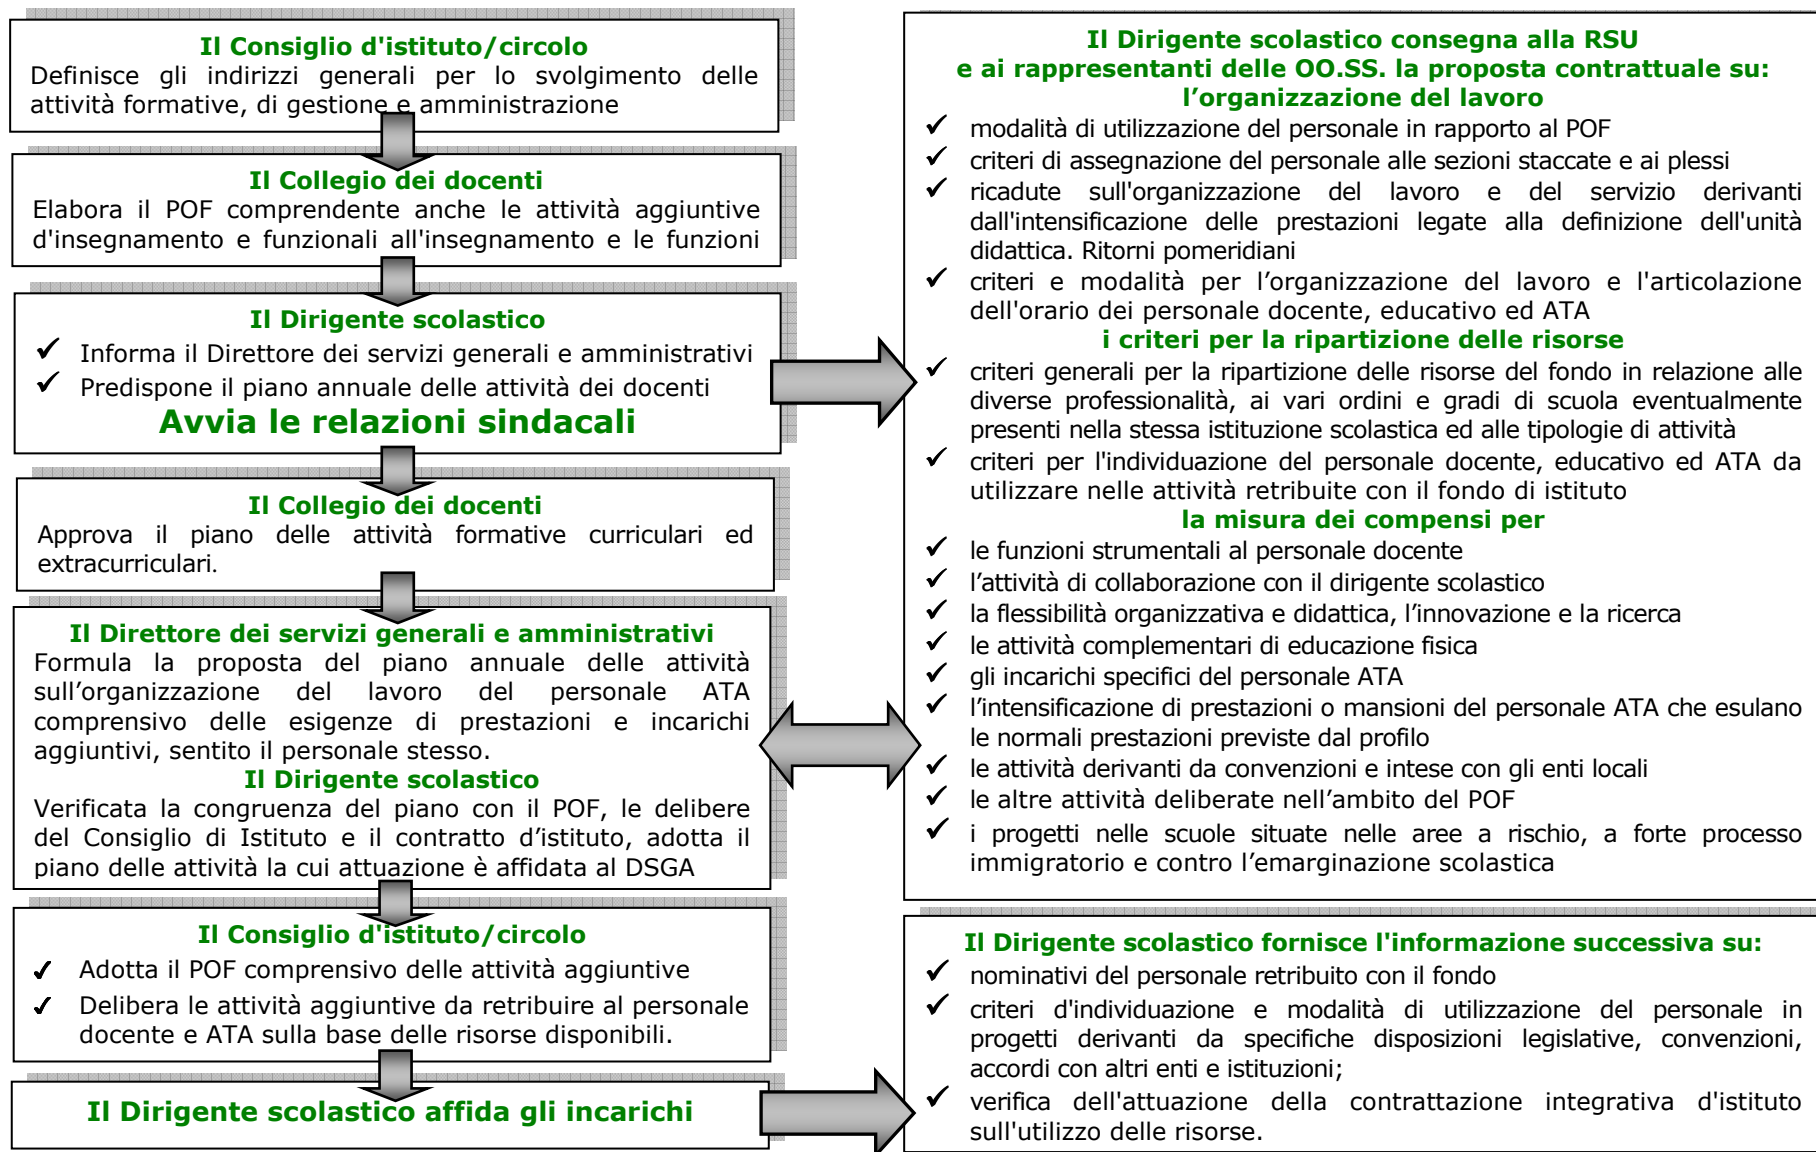 Il Consiglio d'istituto/circolo
Definisce gli indirizzi generali per lo svolgimento delle
attività formative, di gestione e amministrazione
Il Collegio dei docenti
Elabora il POF comprendente anche le attività aggiuntive
d'insegnamento e funzionali all'insegnamento e le funzioni
Il Dirigente scolastico
✓ Informa il Direttore dei servizi generali e amministrativi
✓ Predispone il piano annuale delle attività dei docenti
Avvia le relazioni sindacali
Il Collegio dei docenti
Approva il piano delle attività formative curriculari ed
extracurriculari.
Il Direttore dei servizi generali e amministrativi
Formula la proposta del piano annuale delle attività
sull’organizzazione del lavoro del personale ATA
comprensivo delle esigenze di prestazioni e incarichi
aggiuntivi, sentito il personale stesso.
Il Dirigente scolastico
Verificata la congruenza del piano con il POF, le delibere
del Consiglio di Istituto e il contratto d’istituto, adotta il
piano delle attività la cui attuazione è affidata al DSGA
Il Consiglio d'istituto/circolo
✓ Adotta il POF comprensivo delle attività aggiuntive
✓ Delibera le attività aggiuntive da retribuire al personale
docente e ATA sulla base delle risorse disponibili.
Il Dirigente scolastico affida gli incarichi
Il Dirigente scolastico consegna alla RSU
e ai rappresentanti delle OO.SS. la proposta contrattuale su:
l’organizzazione del lavoro
✓ modalità di utilizzazione del personale in rapporto al POF
✓ criteri di assegnazione del personale alle sezioni staccate e ai plessi
✓ ricadute sull'organizzazione del lavoro e del servizio derivanti
dall'intensificazione delle prestazioni legate alla definizione dell'unità
didattica. Ritorni pomeridiani
✓ criteri e modalità per l’organizzazione del lavoro e l'articolazione
dell'orario dei personale docente, educativo ed ATA
i criteri per la ripartizione delle risorse
✓ criteri generali per la ripartizione delle risorse del fondo in relazione alle
diverse professionalità, ai vari ordini e gradi di scuola eventualmente
presenti nella stessa istituzione scolastica ed alle tipologie di attività
✓ criteri per l'individuazione del personale docente, educativo ed ATA da
utilizzare nelle attività retribuite con il fondo di istituto
la misura dei compensi per
✓ le funzioni strumentali al personale docente
✓ l’attività di collaborazione con il dirigente scolastico
✓ la flessibilità organizzativa e didattica, l’innovazione e la ricerca
✓ le attività complementari di educazione fisica
✓ gli incarichi specifici del personale ATA
✓ l’intensificazione di prestazioni o mansioni del personale ATA che esulano
le normali prestazioni previste dal profilo
✓ le attività derivanti da convenzioni e intese con gli enti locali
✓ le altre attività deliberate nell’ambito del POF
✓ i progetti nelle scuole situate nelle aree a rischio, a forte processo
immigratorio e contro l’emarginazione scolastica
Il Dirigente scolastico fornisce l'informazione successiva su:
✓ nominativi del personale retribuito con il fondo
✓ criteri d'individuazione e modalità di utilizzazione del personale in
progetti derivanti da specifiche disposizioni legislative, convenzioni,
accordi con altri enti e istituzioni;
✓ verifica dell'attuazione della contrattazione integrativa d'istituto
sull'utilizzo delle risorse.